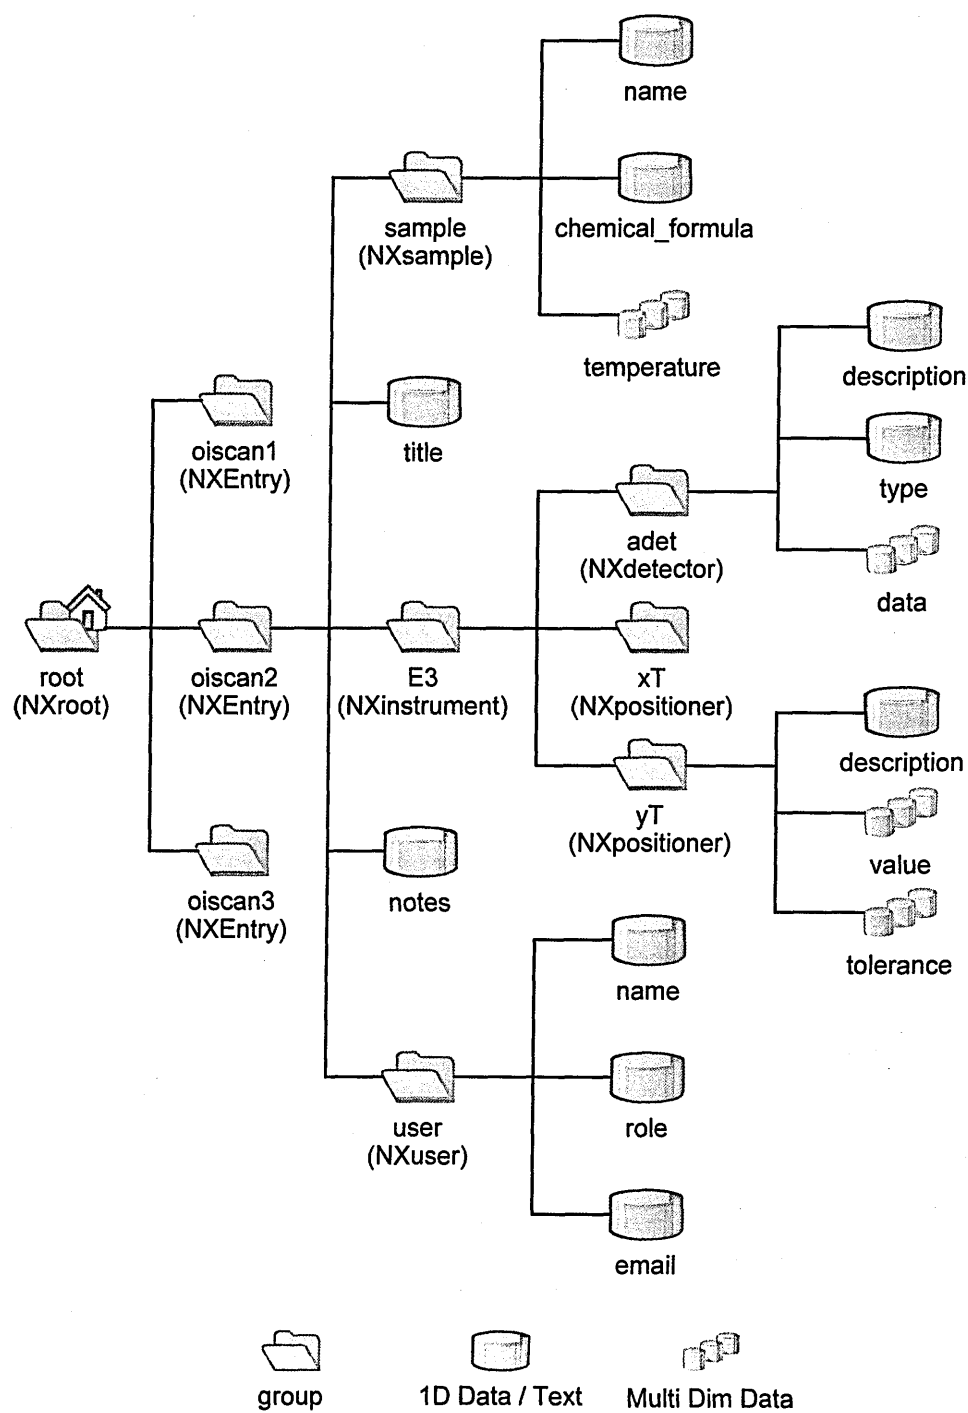 name
sample
(NXsample)
chemical_formula
temperature
description
oiscan1
(NXEntry)
title
type
adet
(NXdetector)
data
root
(NXroot)
oiscan2
(NXEntry)
E3
(NXinstrument)
xT
(NXpositioner)
description
yT
(NXpositioner)
value
oiscan3
(NXEntry)
notes
tolerance
name
user
(NXuser)
role
email
group
1D Data / Text
Multi Dim Data